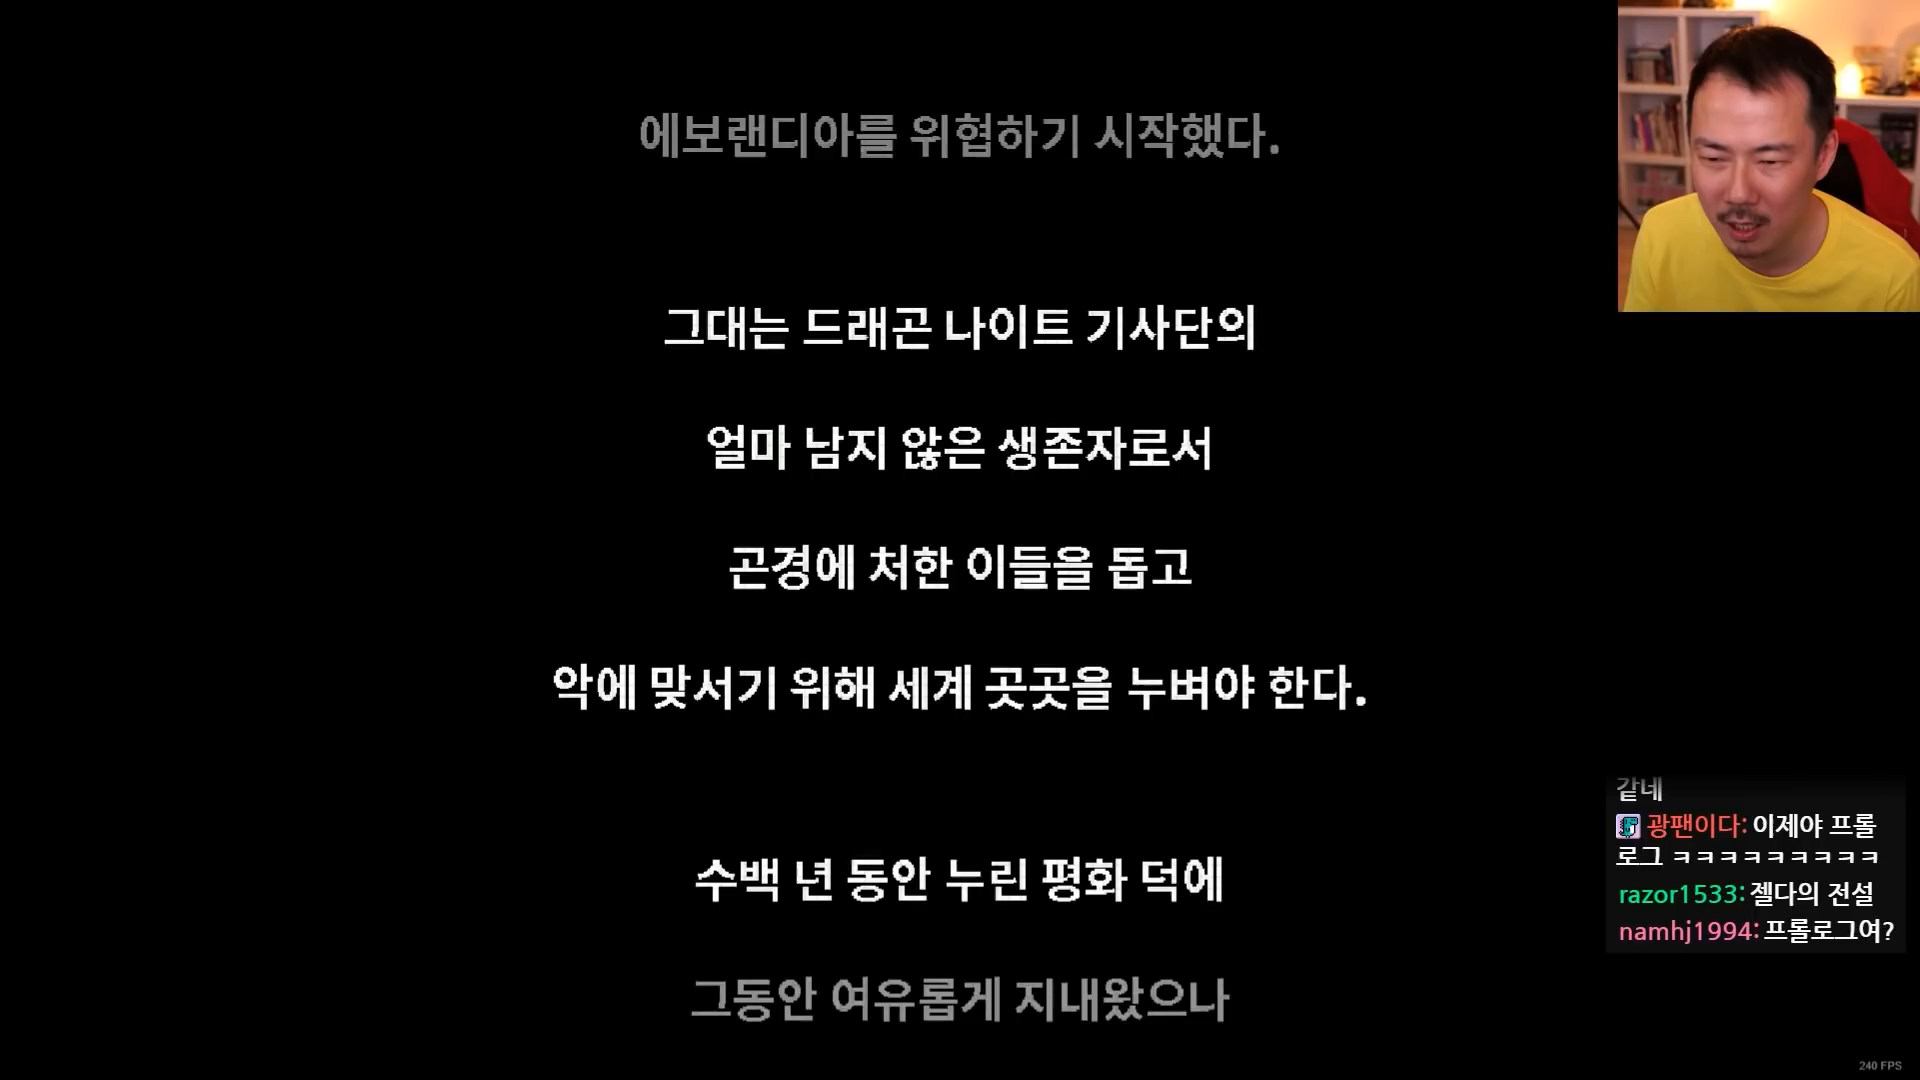 에보랜디아를 위협하기 시작했다.
그대는 드래곤 나이트 기사단의
얼마 남지 않은 생존자로서
곤경에 처한 이들을 돕고
악에 맞서기 위해 세계 곳곳을 누벼야 한다.
수백 년 동안 누린 평화 덕에
그동안 여유롭게 지내왔으나
같네
광팬이다: 이제야 프롤
로그 ㅋㅋㅋㅋㅋㅋㅋㅋㅋ
razor1533: 젤다의 전설
namhj1994: 프롤로그여?
240 FPS